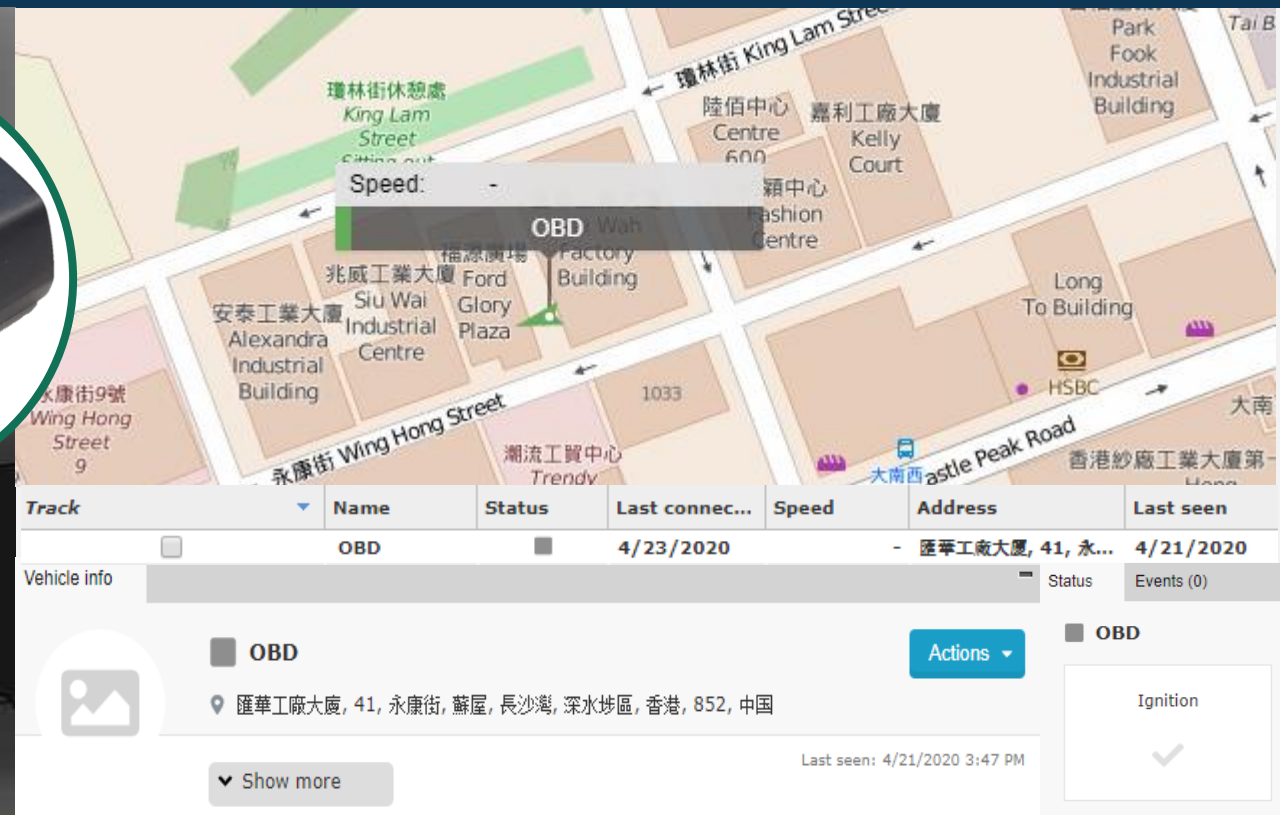 瓊林街 King Lam Street
Park
Fook
Industrial
Building
Tai B
瓊林街休憩處
King Lam
Street
Sitting out
陸佰中心
Centre
600
嘉利工廠大廈
Kelly
Court
穎中心
Fashion
Centre
Speed: -
OBD
Wah
Factory
Building
福源廣場
Ford
Glory
Plaza
兆威工業大廈
Siu Wai
Industrial
Centre
安泰工業大廈
Alexandra
Industrial
Building
Long
To Building
HSBC
永康街9號
Wing Hong
Street
9
1033
永康街 Wing Hong Street
潮流工貿中心
Trendy
大南西
astle Peak Road
大南
香港紗廠工業大廈第一
Hong
Track Name Status Last connec... Speed Address Last seen
OBD 4/23/2020 - 匯華工廠大廈, 41, 永... 4/21/2020
Vehicle info
Status Events (0)
OBD
Actions
匯華工廠大廈, 41, 永康街, 蘇屋, 長沙灣, 深水埗區, 香港, 852, 中国
OBD
Ignition
Last seen: 4/21/2020 3:47 PM
Show more